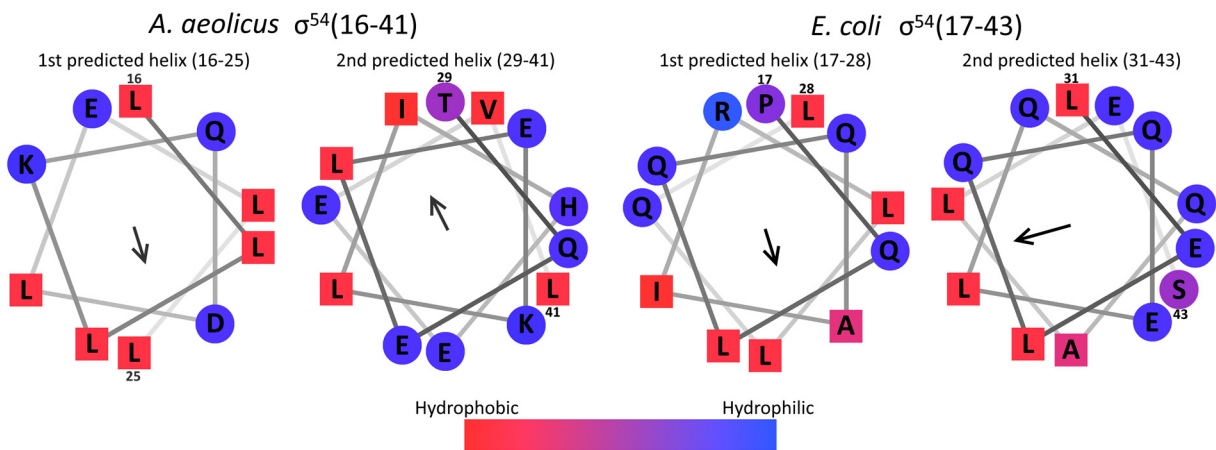 A. aeolicus σ⁵⁴(16-41)
1st predicted helix (16-25)
16
E L
Q
K
L
L
L
D
L L
25
2nd predicted helix (29-41)
29
I T V
E
L
E H
Q
L L
41
K
E E
E. coli σ⁵⁴(17-43)
1st predicted helix (17-28)
17 28
R P L
Q
Q
Q L
Q
I
A
L L
2nd predicted helix (31-43)
31
Q L E
Q
Q
L Q
E
L S
43
E
L A
Hydrophobic Hydrophilic